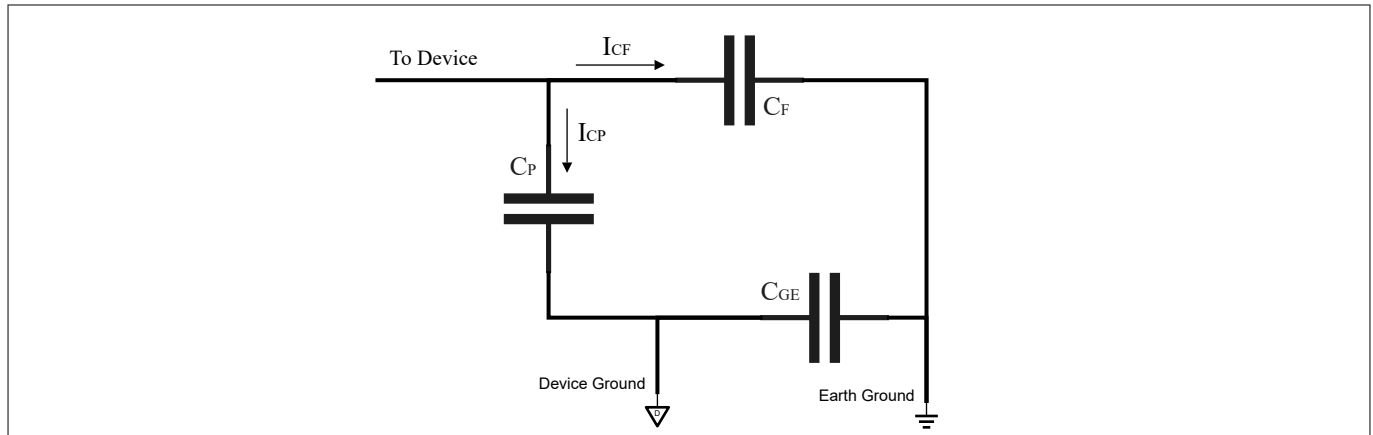 To Device
ICF
CF
ICP
CP
CGE
Device Ground
Earth Ground
D